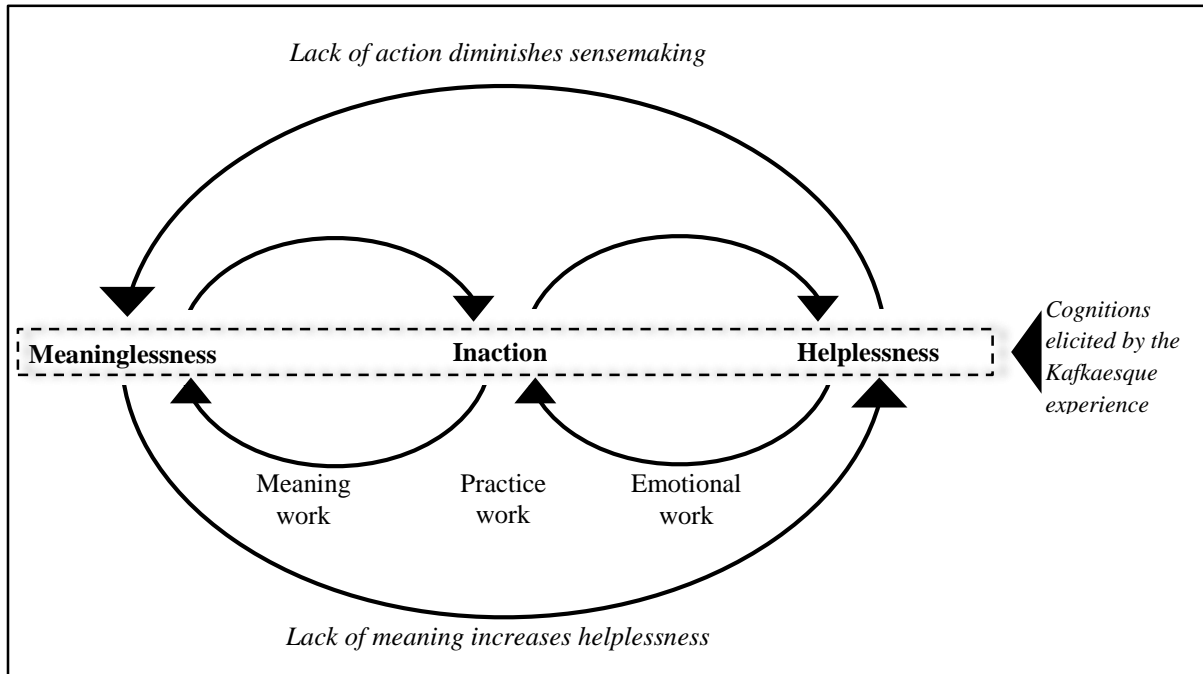 Lack of action diminishes sensemaking
Meaninglessness
Inaction
Helplessness
Cognitions
elicited by the
Kafkaesque
experience
Meaning
work
Practice
work
Emotional
work
Lack of meaning increases helplessness